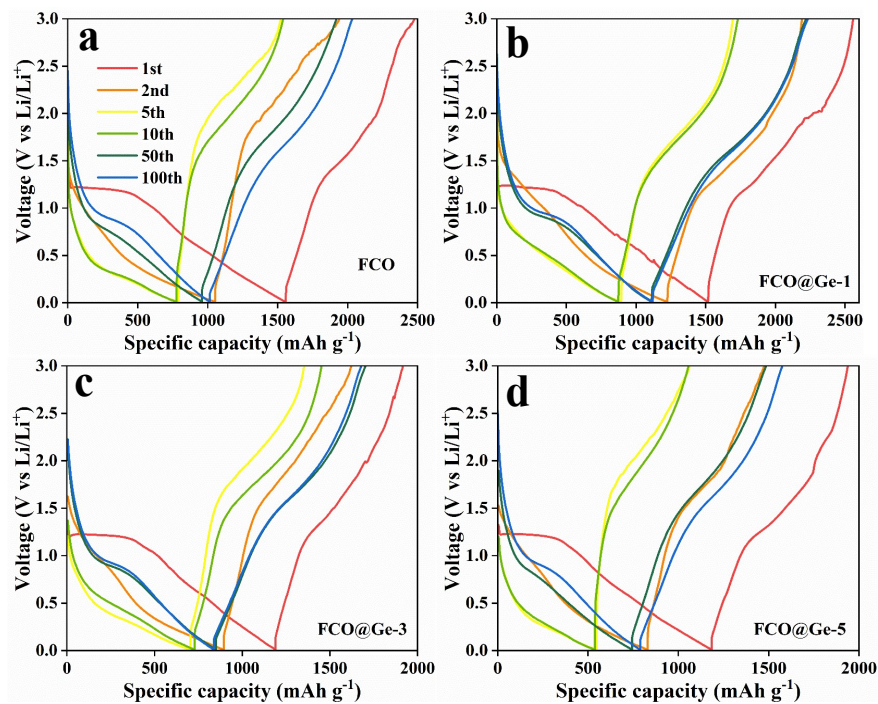 a
1st
2nd
5th
10th
50th
100th
FCO
Voltage (V vs Li/Li+)
3.0
2.5
2.0
1.5
1.0
0.5
0.0
0 500 1000 1500 2000 2500
Specific capacity (mAh g-1)
b
FCO@Ge-1
Voltage (V vs Li/Li+)
3.0
2.5
2.0
1.5
1.0
0.5
0.0
0 500 1000 1500 2000 2500
Specific capacity (mAh g-1)
c
FCO@Ge-3
Voltage (V vs Li/Li+)
3.0
2.5
2.0
1.5
1.0
0.5
0.0
0 500 1000 1500 2000
Specific capacity (mAh g-1)
d
FCO@Ge-5
Voltage (V vs Li/Li+)
3.0
2.5
2.0
1.5
1.0
0.5
0.0
0 500 1000 1500 2000
Specific capacity (mAh g-1)